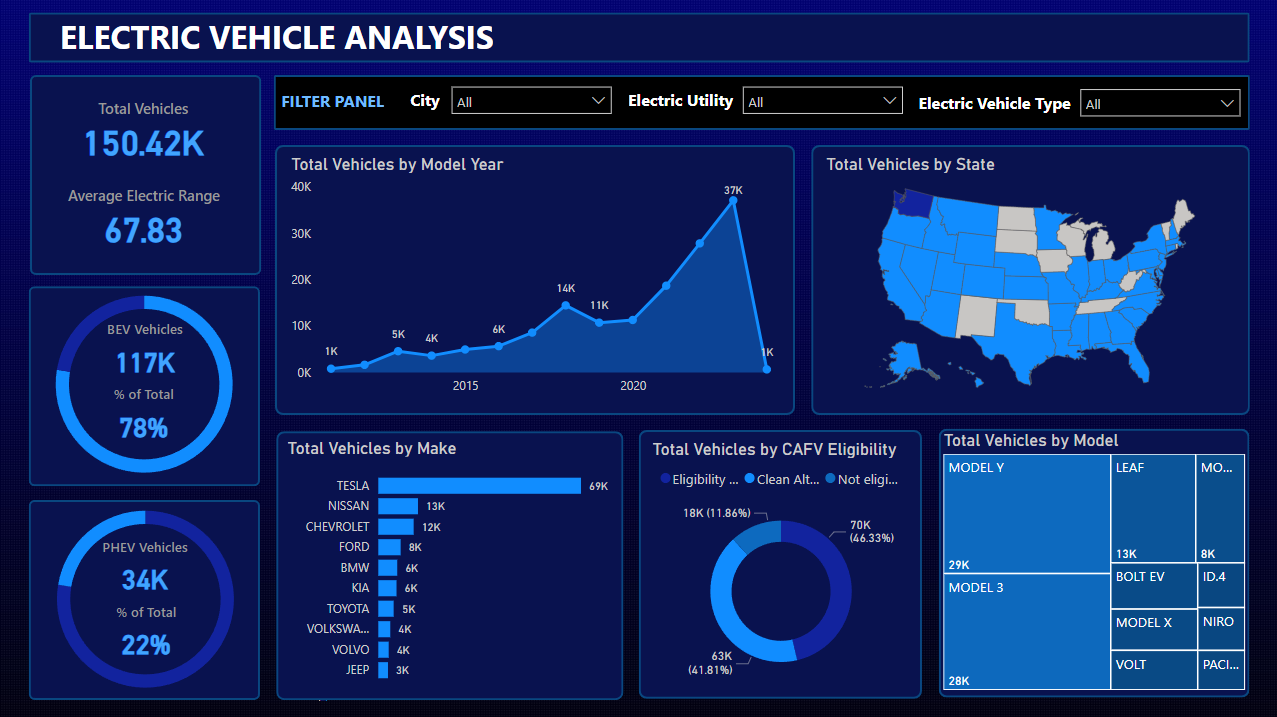 ELECTRIC VEHICLE ANALYSIS
Total Vehicles
150.42K
Average Electric Range
67.83
FILTER PANEL
City
All
Electric Utility
All
Electric Vehicle Type
All
BEV Vehicles
117K
% of Total
78%
PHEV Vehicles
34K
% of Total
22%
Total Vehicles by Model Year
40K
30K
20K
10K
0K
1K
5K
4K
6K
14K
11K
37K
1K
2015
2020
Total Vehicles by State
Total Vehicles by Make
TESLA 69K
NISSAN 13K
CHEVROLET 12K
FORD 8K
BMW 6K
KIA 6K
TOYOTA 5K
VOLKSWA... 4K
VOLVO 4K
JEEP 3K
Total Vehicles by CAFV Eligibility
Eligibility ... Clean Alt... Not eligi...
18K (11.86%)
70K
(46.33%)
63K
(41.81%)
Total Vehicles by Model
MODEL Y
29K
MODEL 3
28K
LEAF
13K
MO...
8K
BOLT EV
ID.4
MODEL X
NIRO
VOLT
PACI...